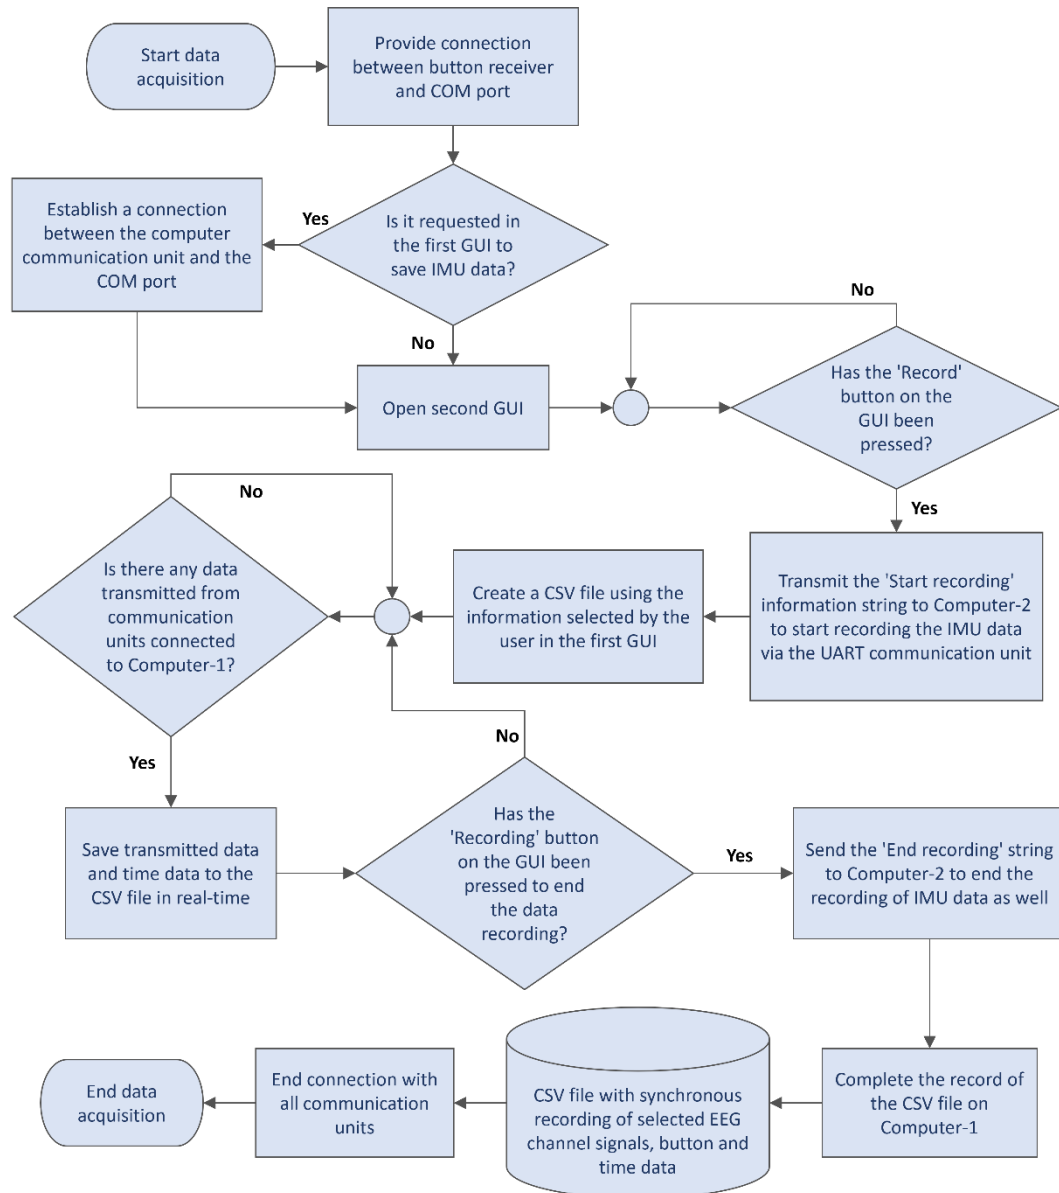 Start data
acquisition
Provide connection
between button receiver
and COM port
Is it requested in
the first GUI to
save IMU data?
Yes
Establish a connection
between the computer
communication unit and the
COM port
No
Open second GUI
No
Has the 'Record'
button on the
GUI been
pressed?
Yes
Transmit the 'Start recording'
information string to Computer-2
to start recording the IMU data
via the UART communication unit
Create a CSV file using the
information selected by the
user in the first GUI
No
Is there any data
transmitted from
communication
units connected
to Computer-1?
Yes
Save transmitted data
and time data to the
CSV file in real-time
No
Has the
'Recording' button
on the GUI been
pressed to end
the data
recording?
Yes
Send the 'End recording' string
to Computer-2 to end the
recording of IMU data as well
Complete the record of
the CSV file on
Computer-1
CSV file with synchronous
recording of selected EEG
channel signals, button and
time data
End connection with
all communication
units
End data
acquisition